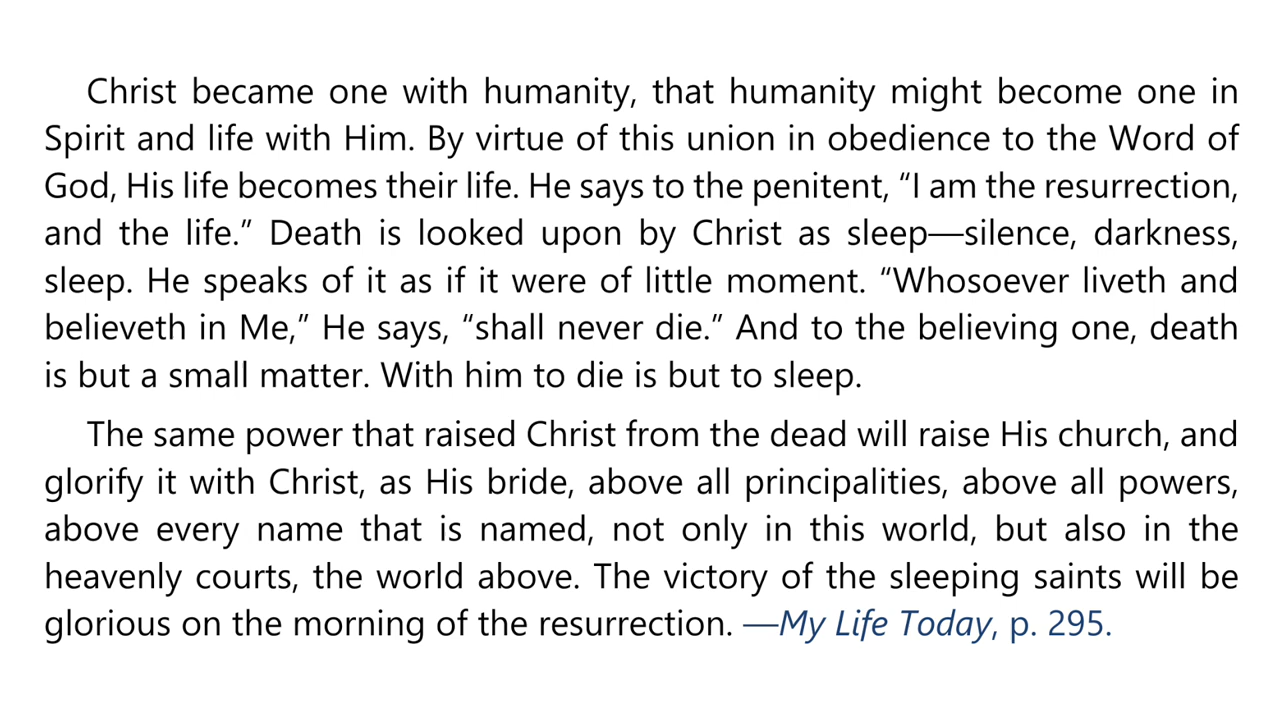 Christ became one with humanity, that humanity might become one in
Spirit and life with Him. By virtue of this union in obedience to the Word of
God, His life becomes their life. He says to the penitent, “I am the resurrection,
and the life.” Death is looked upon by Christ as sleep—silence, darkness,
sleep. He speaks of it as if it were of little moment. “Whosoever liveth and
believeth in Me,” He says, “shall never die.” And to the believing one, death
is but a small matter. With him to die is but to sleep.
The same power that raised Christ from the dead will raise His church, and
glorify it with Christ, as His bride, above all principalities, above all powers,
above every name that is named, not only in this world, but also in the
heavenly courts, the world above. The victory of the sleeping saints will be
glorious on the morning of the resurrection. —My Life Today, p. 295.